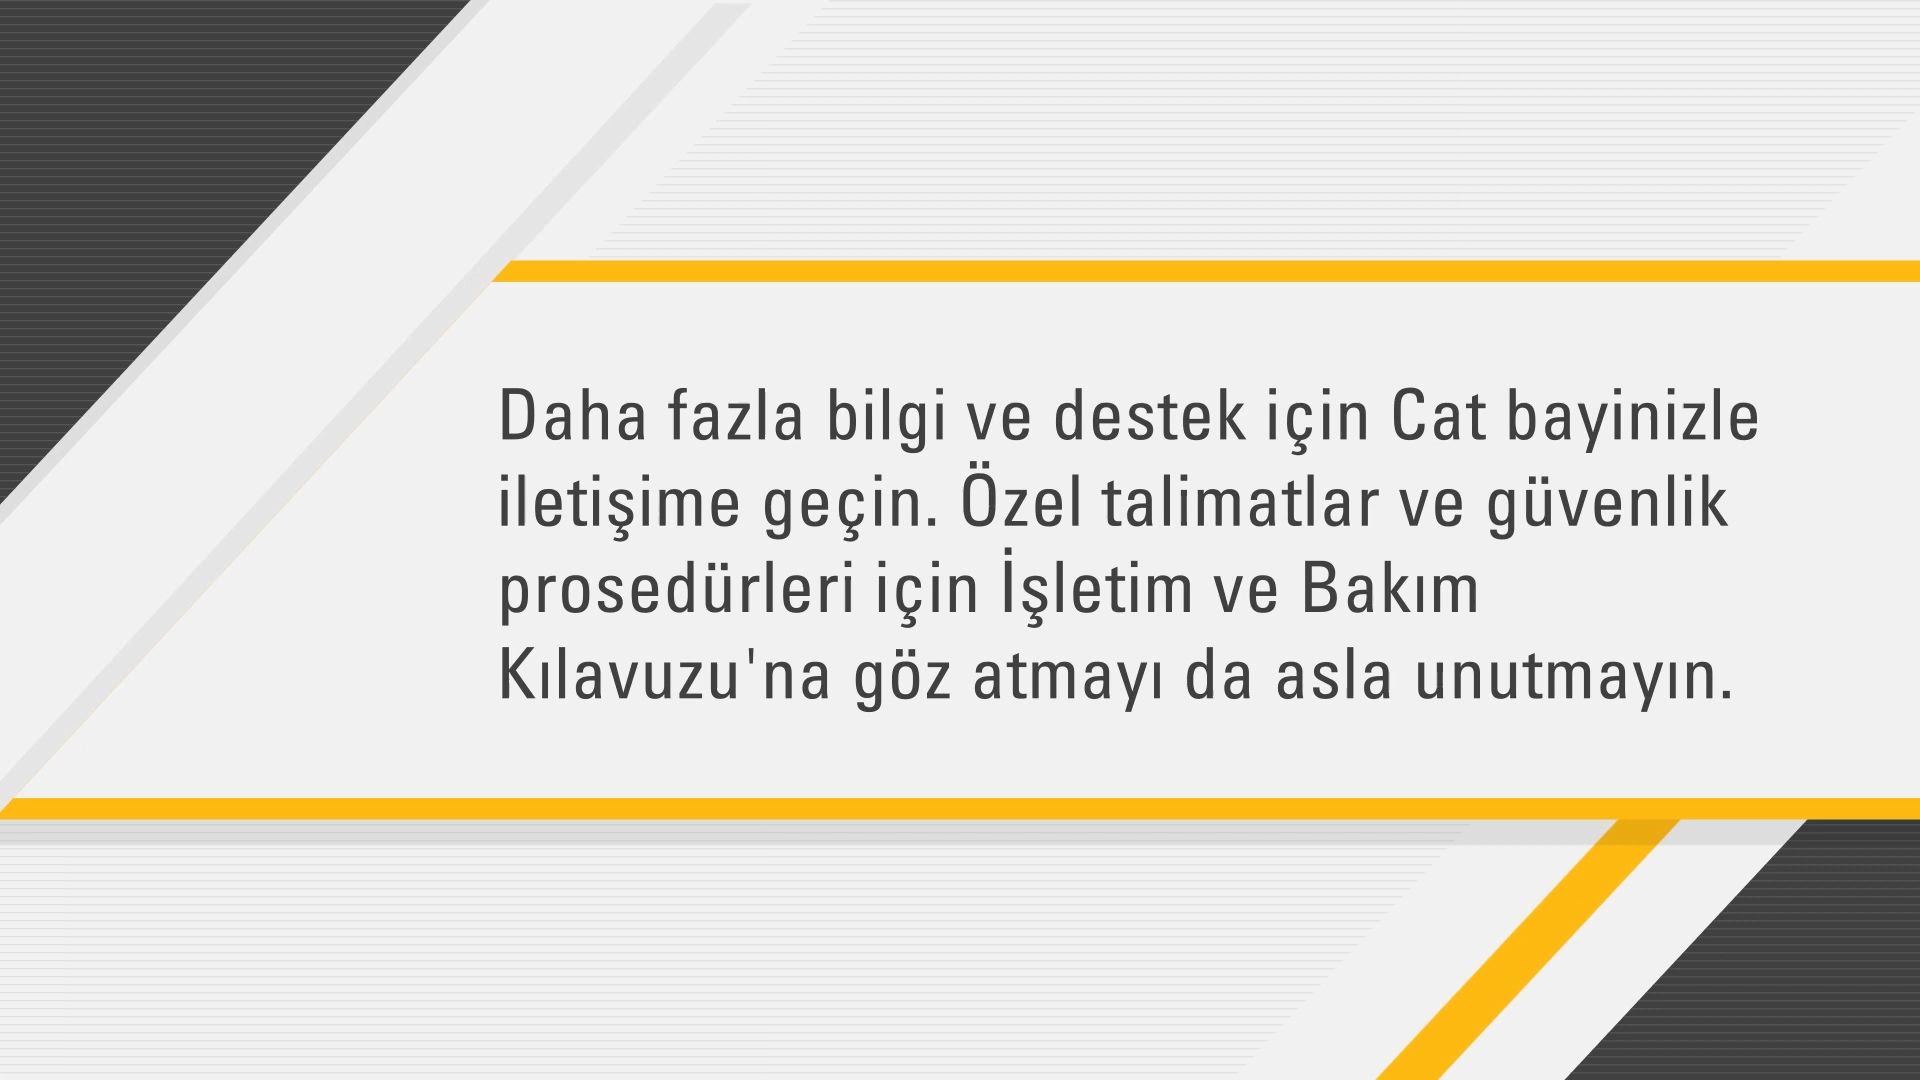 Daha fazla bilgi ve destek için Cat bayinizle
iletişime geçin. Özel talimatlar ve güvenlik
prosedürleri için İşletim ve Bakım
Kılavuzu'na göz atmayı da asla unutmayın.